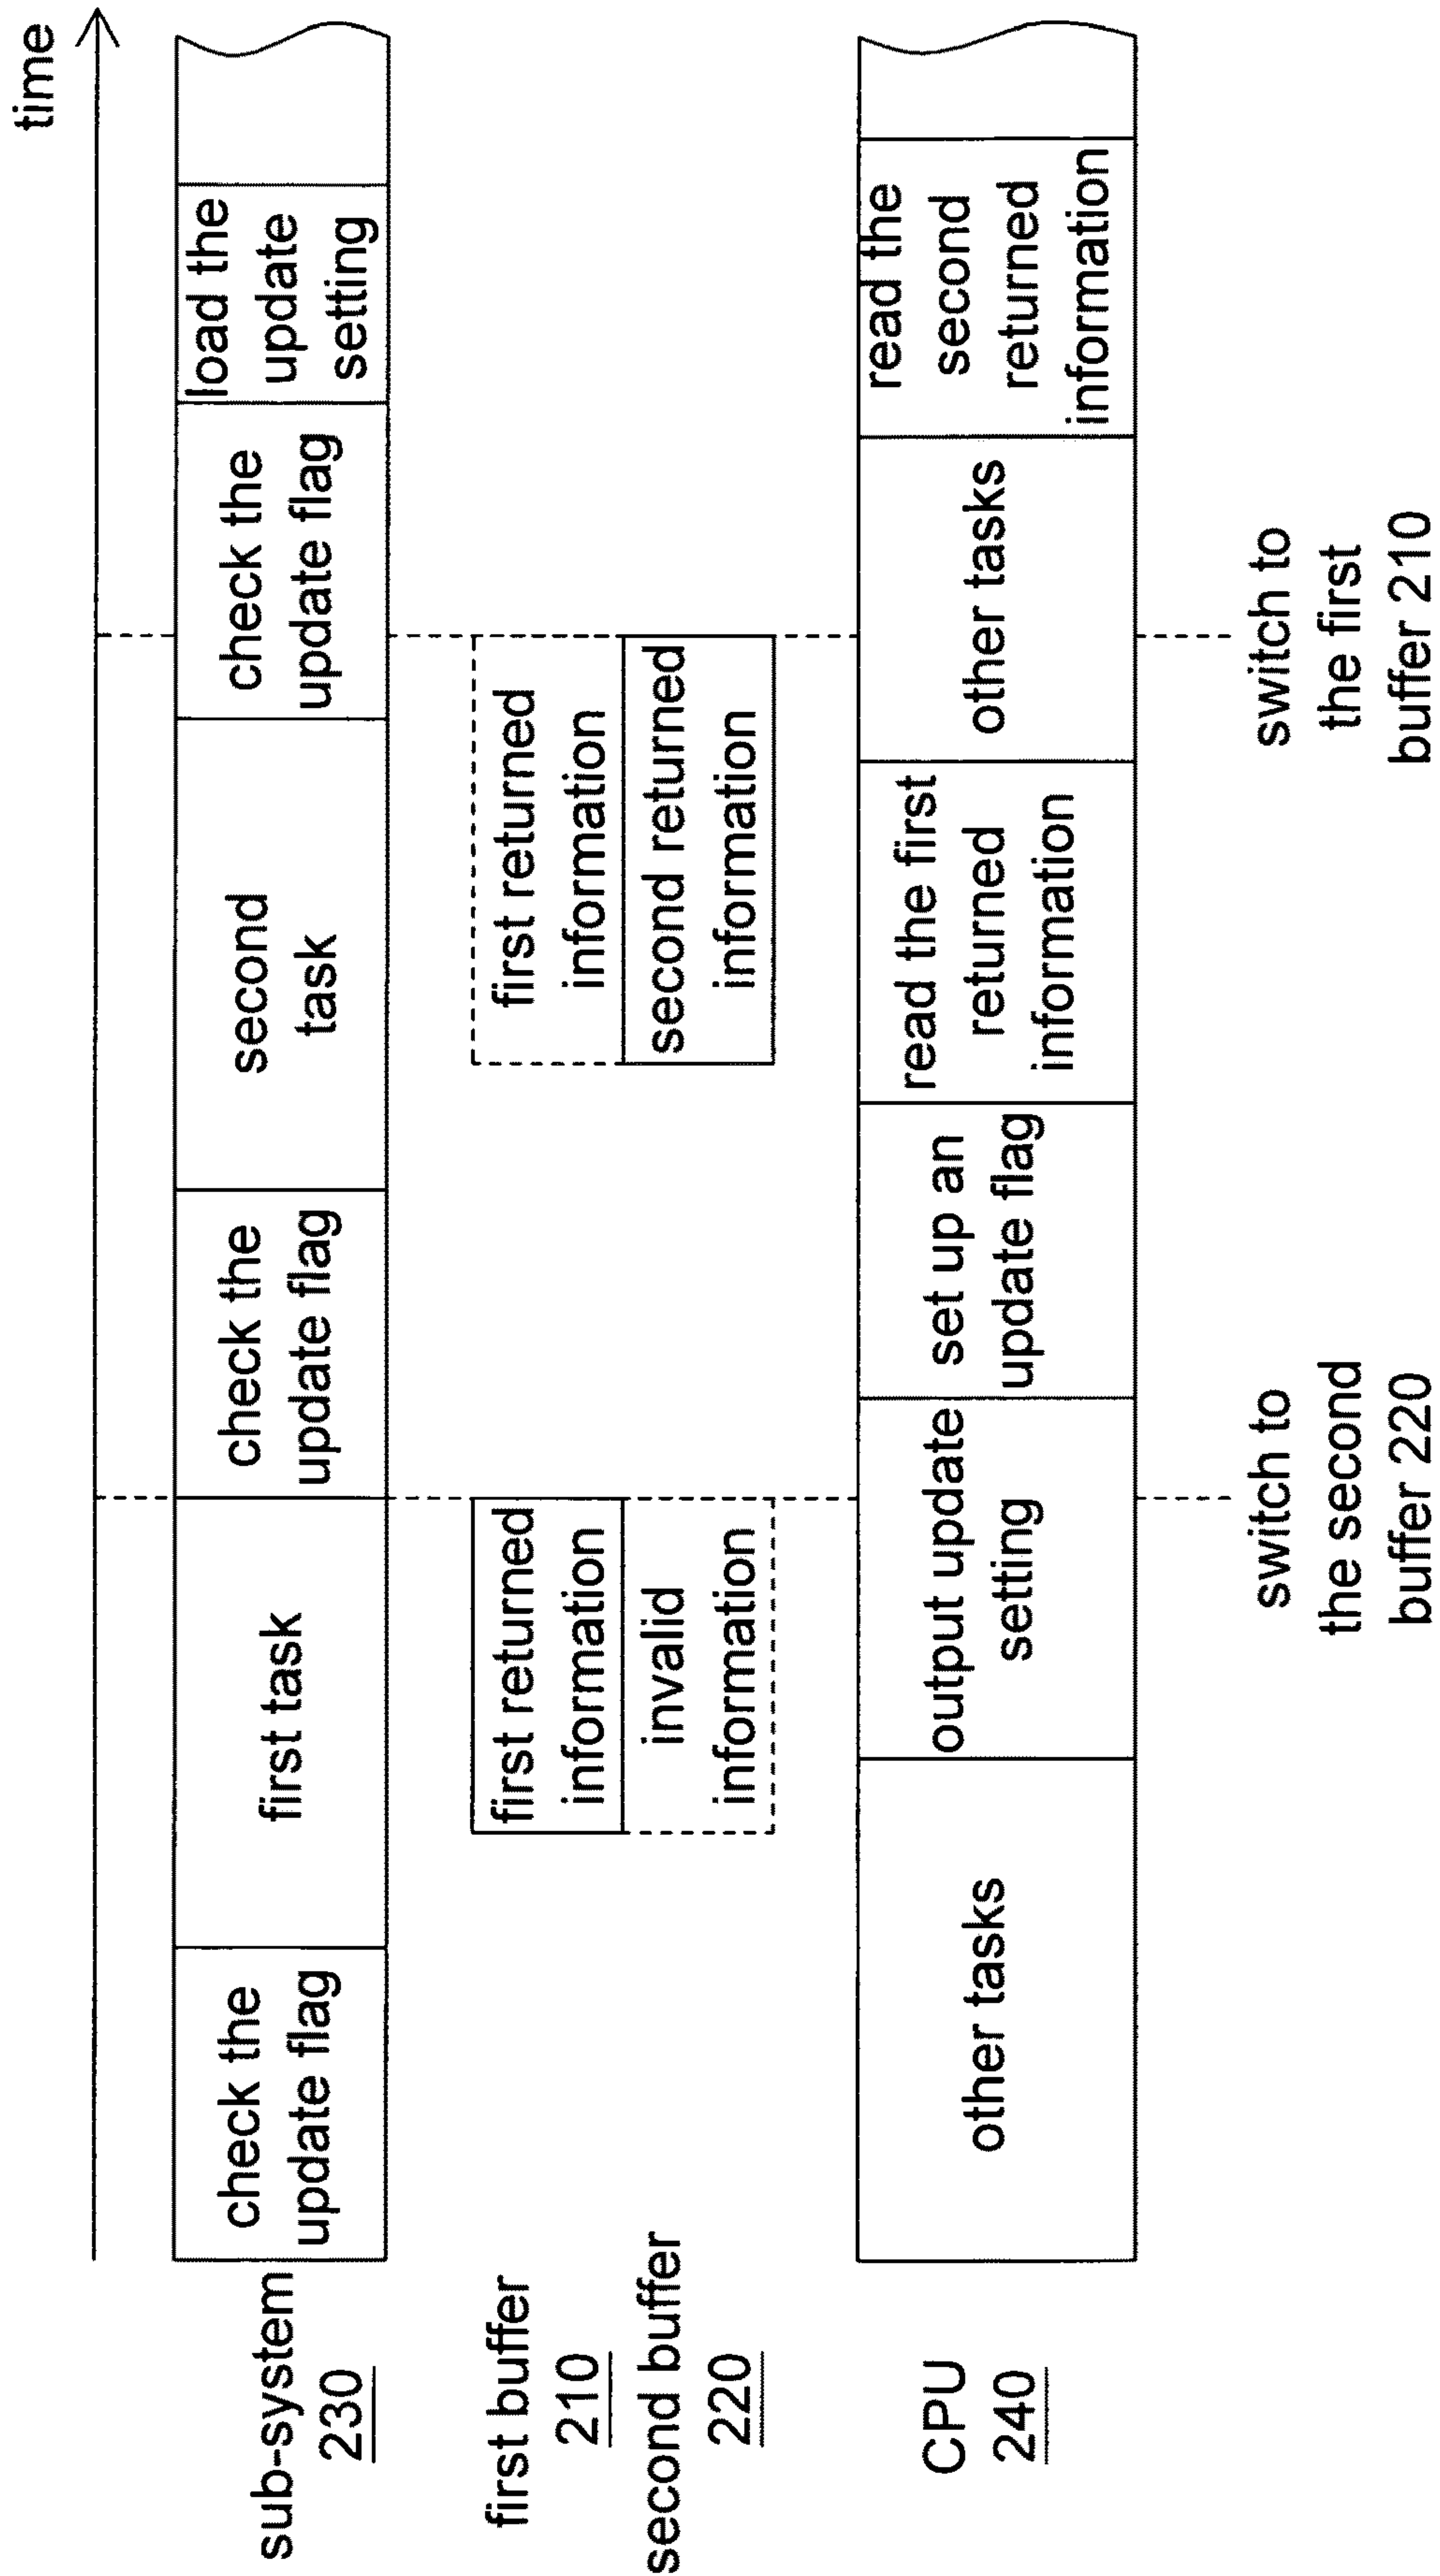 time
sub-system
230
check the
update flag
first task
check the
update flag
second
task
check the
update flag
load the
update
setting
first buffer
210
second buffer
220
first returned
information
invalid
information
first returned
information
second returned
information
CPU
240
other tasks
output update
setting
set up an
update flag
read the first
returned
information
other tasks
read the
second
returned
information
switch to
the second
buffer 220
switch to
the first
buffer 210